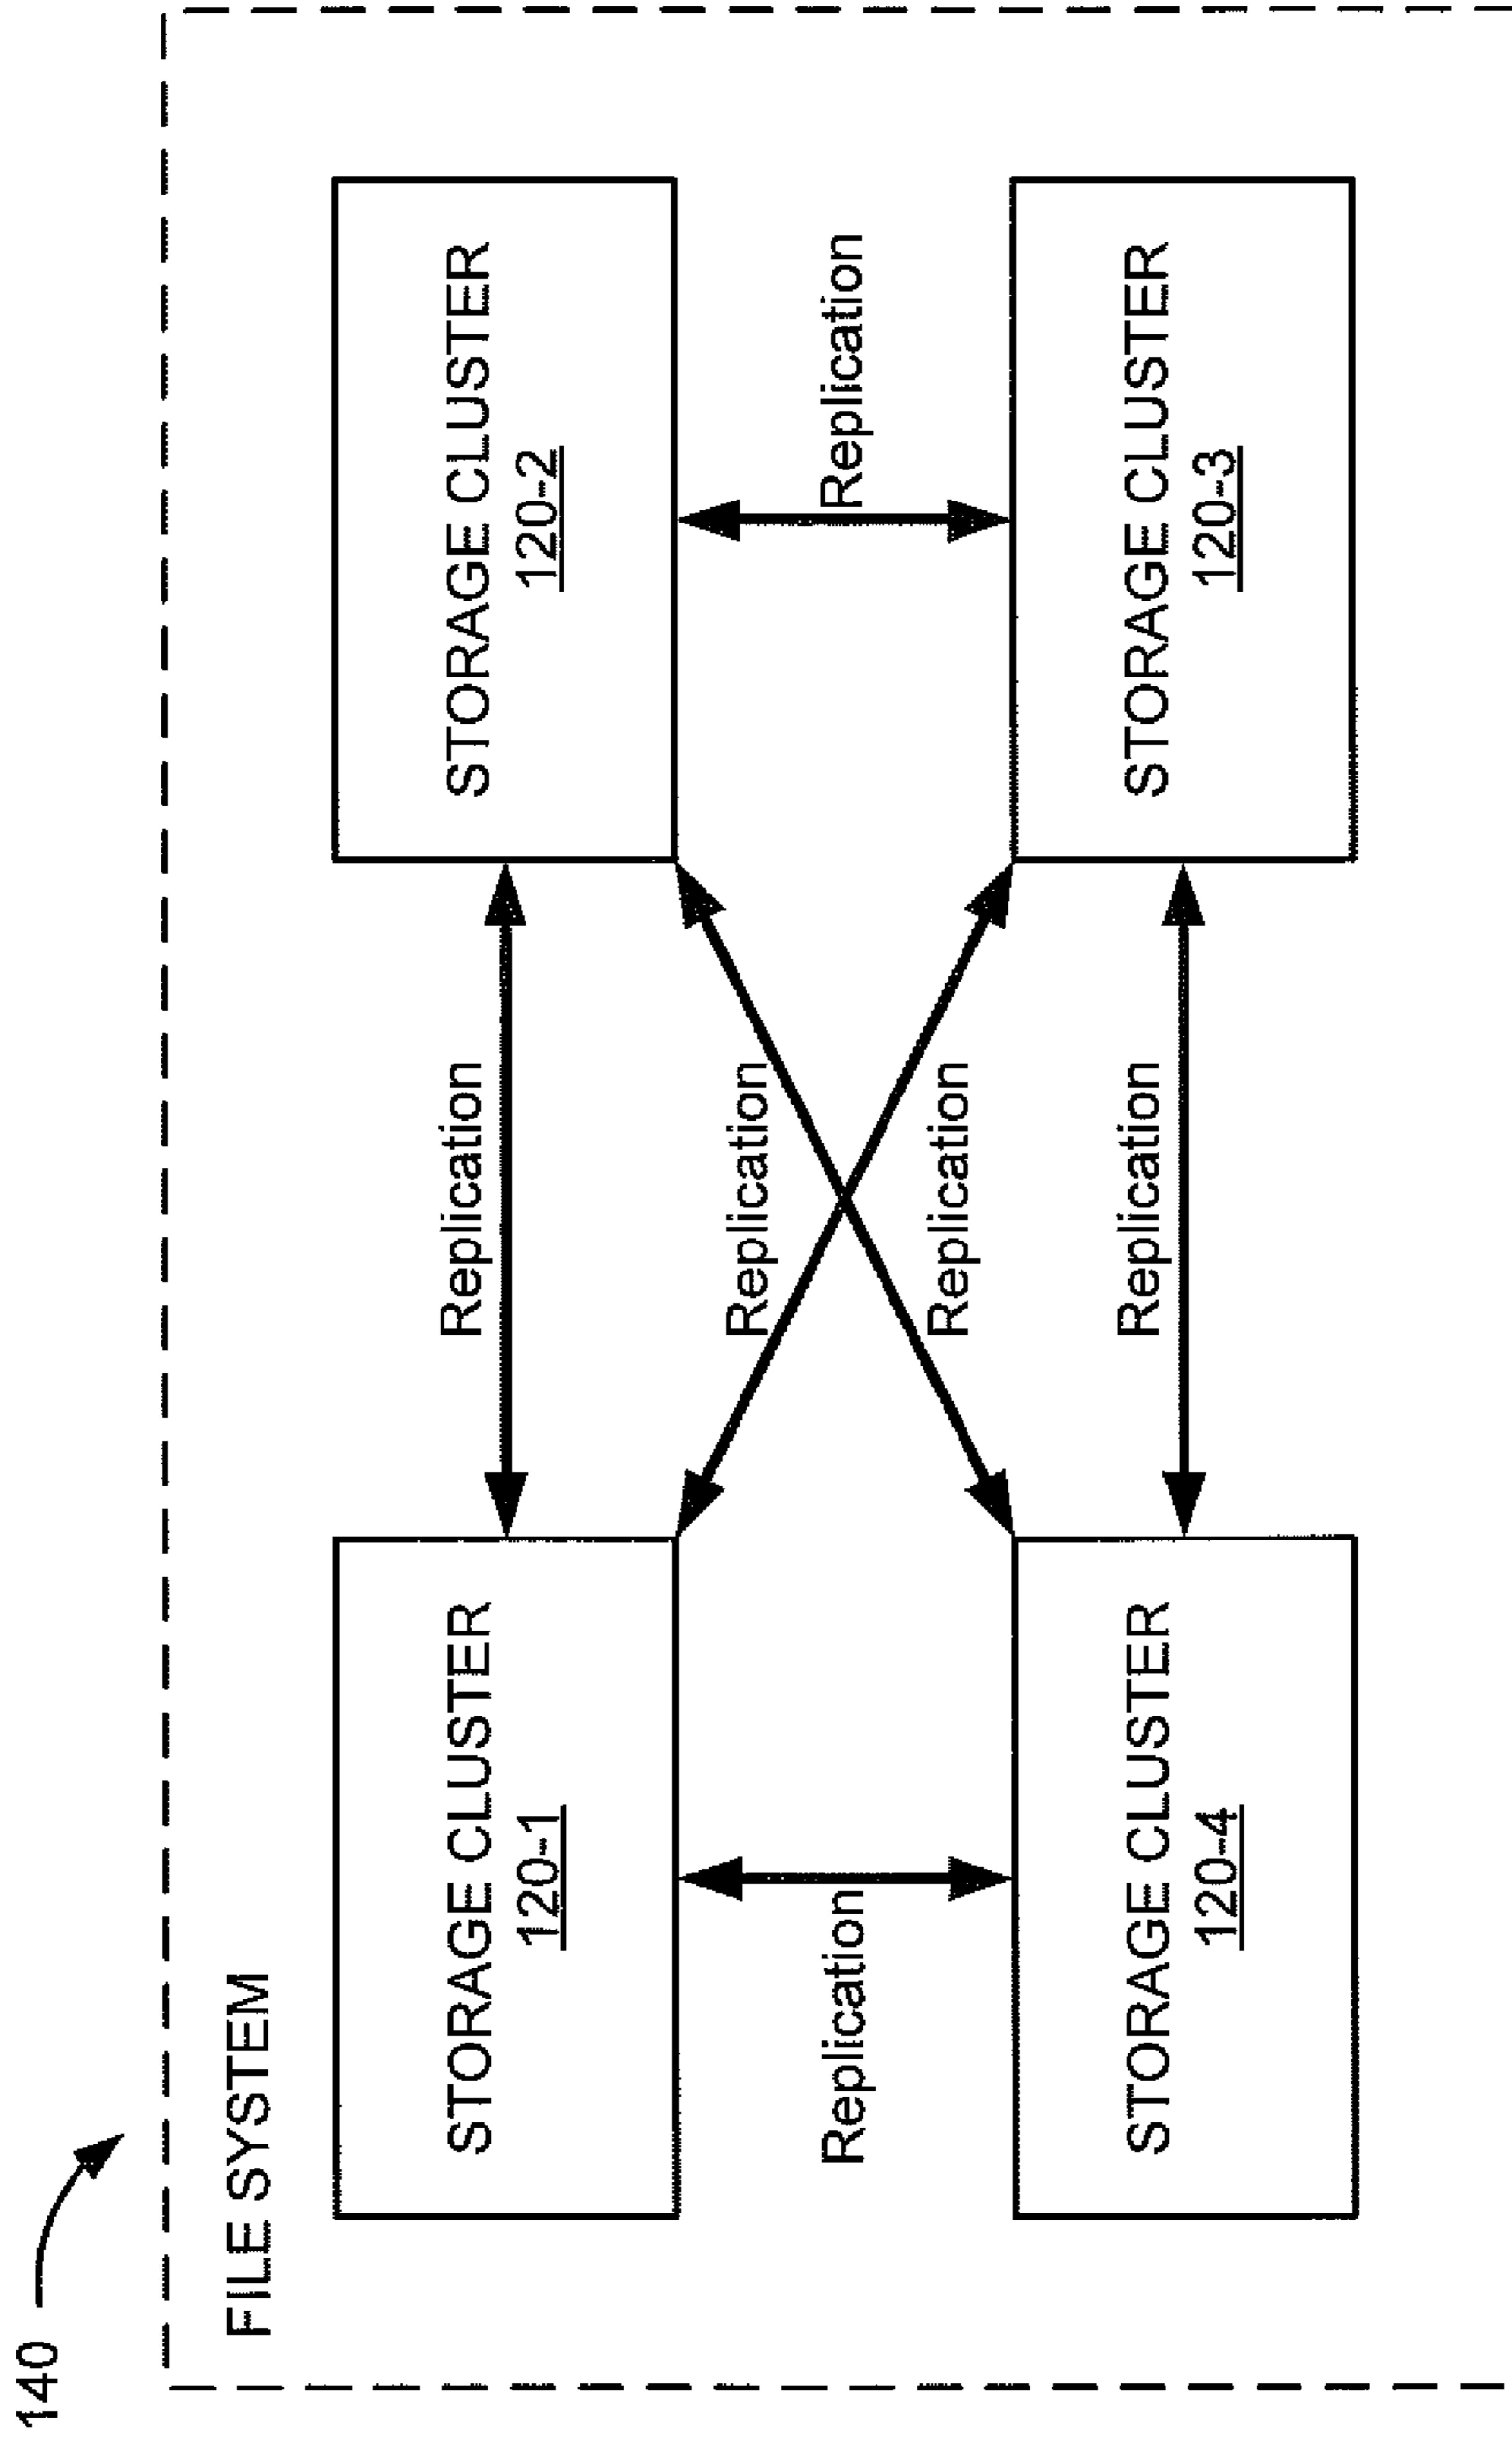 140
FILE SYSTEM
STORAGE CLUSTER
120-1
Replication
STORAGE CLUSTER
120-2
Replication
Replication
Replication
Replication
STORAGE CLUSTER
120-4
Replication
STORAGE CLUSTER
120-3